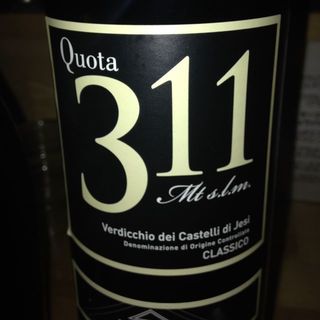 Quota
311
Mt s.l.m.
Verdicchio dei Castelli di Jesi
Denominazione di Origine Controllata
CLASSICO